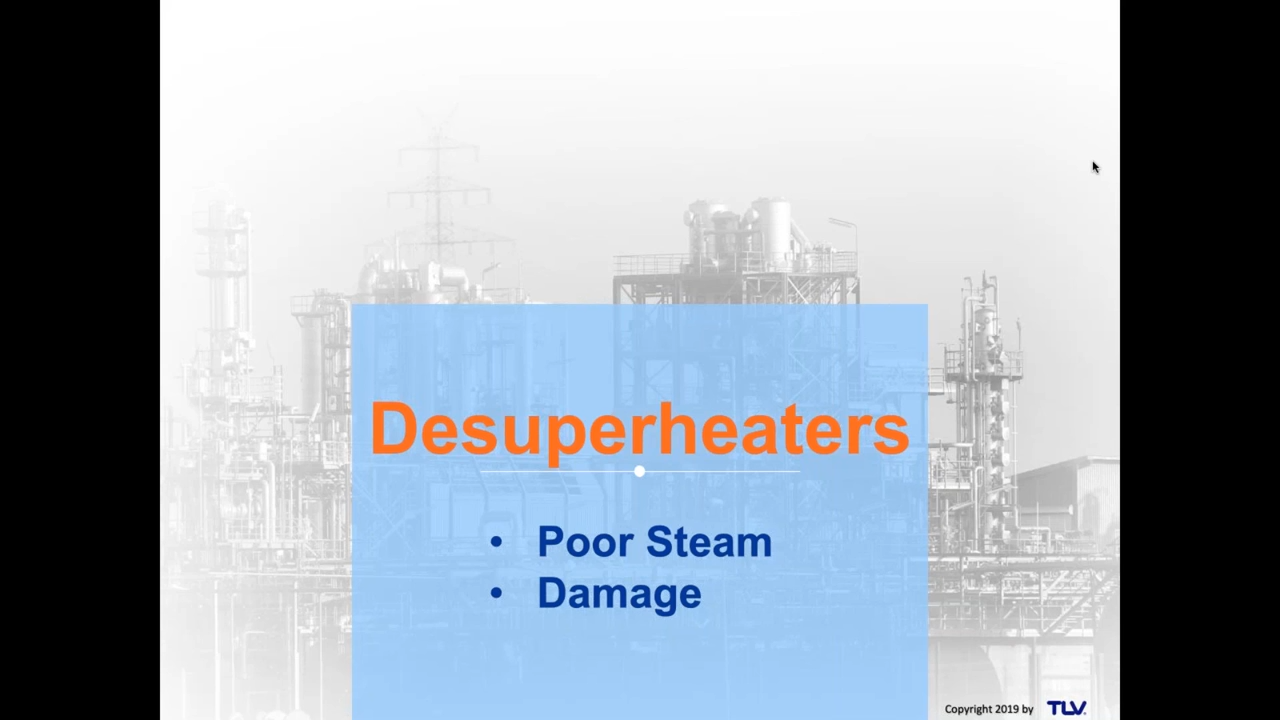 Desuperheaters
• Poor Steam
• Damage
Copyright 2019 by TLV.